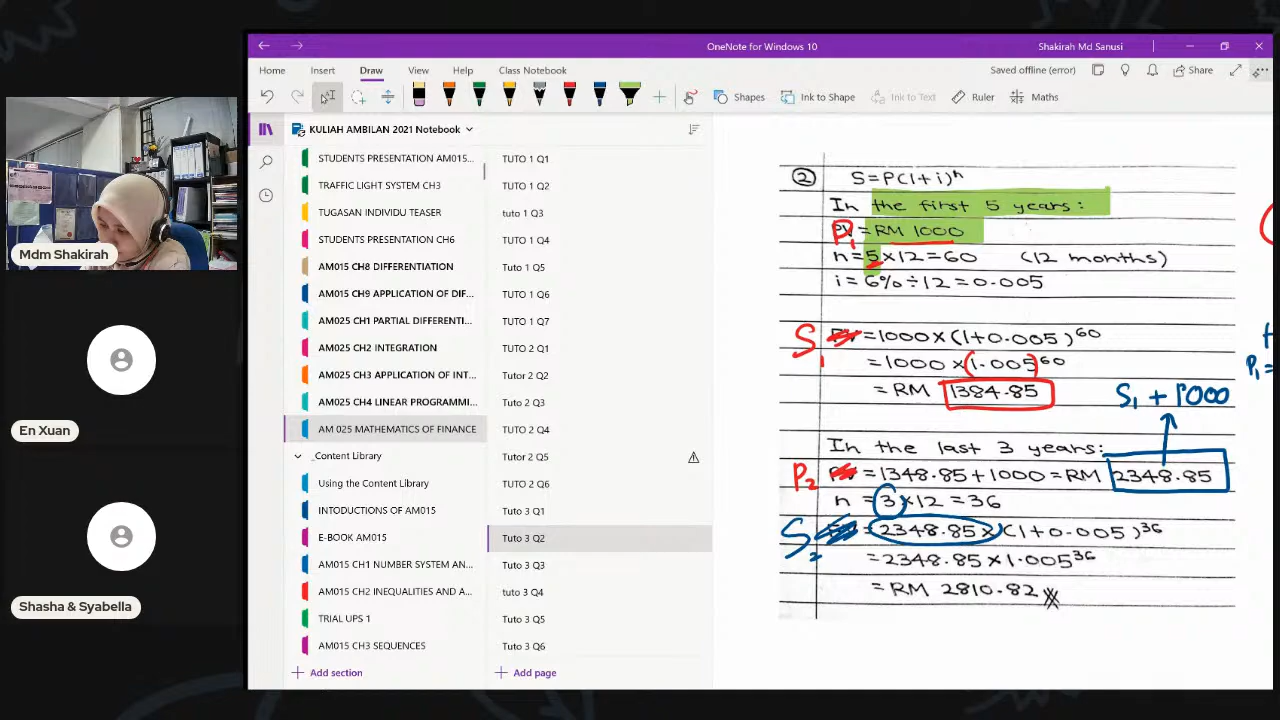 OneNote for Windows 10
Shakirah Md Sanusi
Home Insert Draw View Help Class Notebook
Saved offline (error)
Share
Shapes
Ink to Shape
Ink to Text
Ruler
Maths
KULIAH AMBILAN 2021 Notebook
STUDENTS PRESENTATION AM015...
TRAFFIC LIGHT SYSTEM CH3
TUGASAN INDIVIDU TEASER
STUDENTS PRESENTATION CH6
AM015 CH8 DIFFERENTIATION
AM015 CH9 APPLICATION OF DIF...
AM025 CH1 PARTIAL DIFFERENTI...
AM025 CH2 INTEGRATION
AM025 CH3 APPLICATION OF INT...
AM025 CH4 LINEAR PROGRAMMI...
AM 025 MATHEMATICS OF FINANCE
_Content Library
Using the Content Library
INTODUCTIONS OF AM015
E-BOOK AM015
AM015 CH1 NUMBER SYSTEM AN...
AM015 CH2 INEQUALITIES AND A...
TRIAL UPS 1
AM015 CH3 SEQUENCES
Add section
TUTO 1 Q1
TUTO 1 Q2
tuto 1 Q3
TUTO 1 Q4
Tuto 1 Q5
TUTO 1 Q6
TUTO 1 Q7
TUTO 2 Q1
Tutor 2 Q2
Tuto 2 Q3
TUTO 2 Q4
Tutor 2 Q5
TUTO 2 Q6
Tuto 3 Q1
Tuto 3 Q2
Tuto 3 Q3
tuto 3 Q4
Tuto 3 Q5
Tuto 3 Q6
Add page
② S=P(1+i)ⁿ
In the first 5 years:
P₁ = RM 1000
n=5×12=60 (12 months)
i=6%÷12=0.005
S₁ =1000×(1+0.005)⁶⁰
=1000×(1.005)⁶⁰
= RM 1384.85
S₁ + 1000
P₁=
In the last 3 years:
P₂ =1348.85+1000=RM 2348.85
n =3×12=36
S₂ =2348.85×(1+0.005)³⁶
=2348.85×1.005³⁶
=RM 2810.82
Mdm Shakirah
En Xuan
Shasha & Syabella